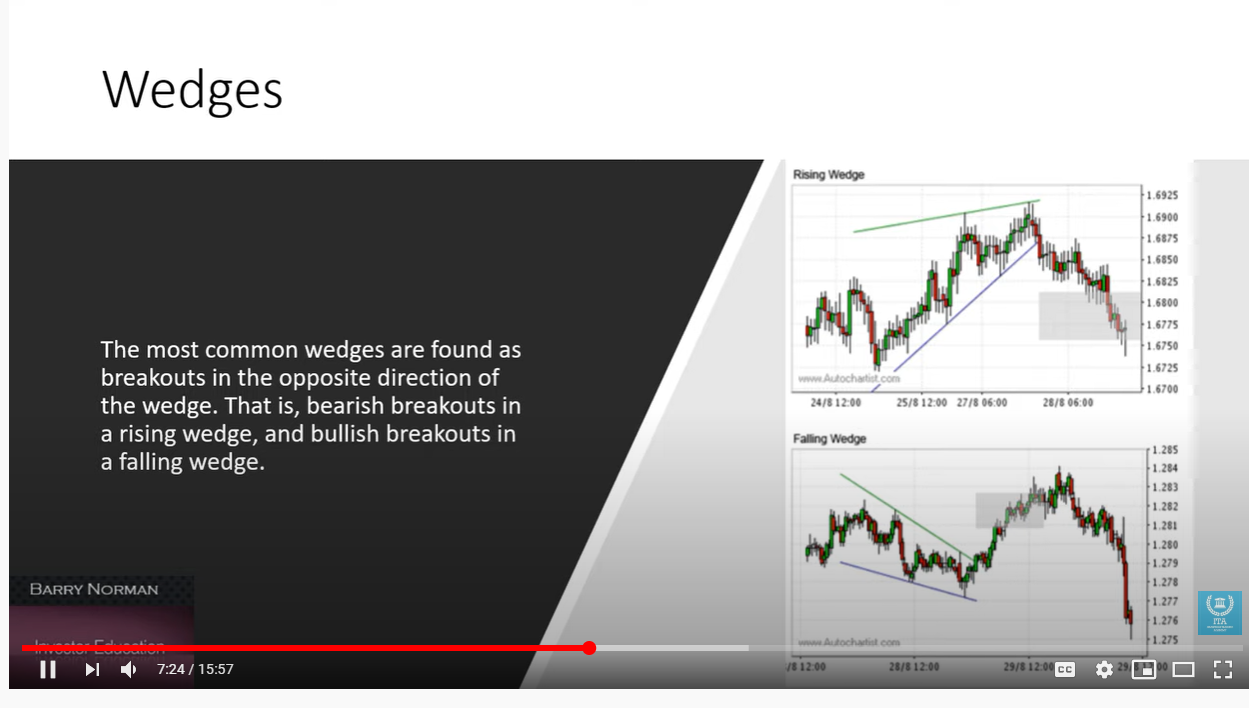 Wedges
The most common wedges are found as
breakouts in the opposite direction of
the wedge. That is, bearish breakouts in
a rising wedge, and bullish breakouts in
a falling wedge.
Rising Wedge
1.6925
1.6900
1.6875
1.6850
1.6825
1.6800
1.6775
1.6750
1.6725
1.6700
www.Autochartist.com
24/8 12:00 25/8 12:00 27/8 06:00 28/8 06:00
Falling Wedge
1.285
1.284
1.283
1.282
1.281
1.280
1.279
1.278
1.277
1.276
1.275
www.Autochartist.com
/8 12:00 28/8 12:00 29/8 12:00
BARRY NORMAN
Investor Education
ITA
7:24 / 15:57
CC